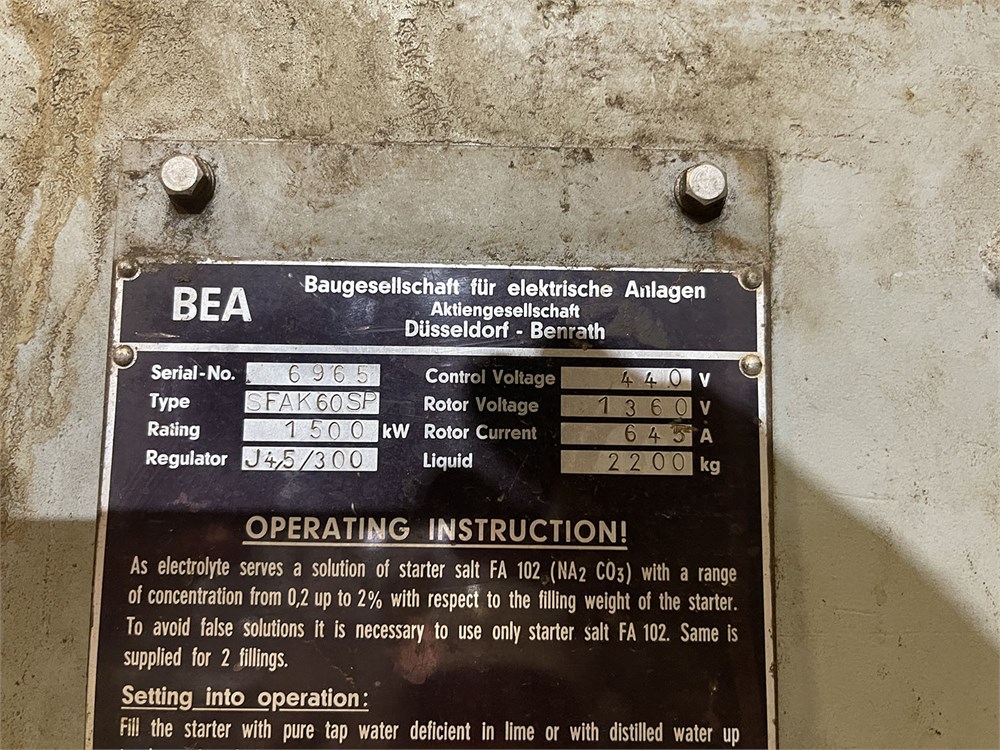 BEA
Baugesellschaft für elektrische Anlagen
Aktiengesellschaft
Düsseldorf - Benrath
Serial-No. 6965 Control Voltage 440 V
Type SFAK60SP Rotor Voltage 1360 V
Rating 1500 kW Rotor Current 645 A
Regulator J45/300 Liquid 2200 kg
OPERATING INSTRUCTION!
As electrolyte serves a solution of starter salt FA 102 (NA2 CO3) with a range
of concentration from 0,2 up to 2% with respect to the filling weight of the starter.
To avoid false solutions it is necessary to use only starter salt FA 102. Same is
supplied for 2 fillings.
Setting into operation:
Fill the starter with pure tap water deficient in lime or with distilled water up